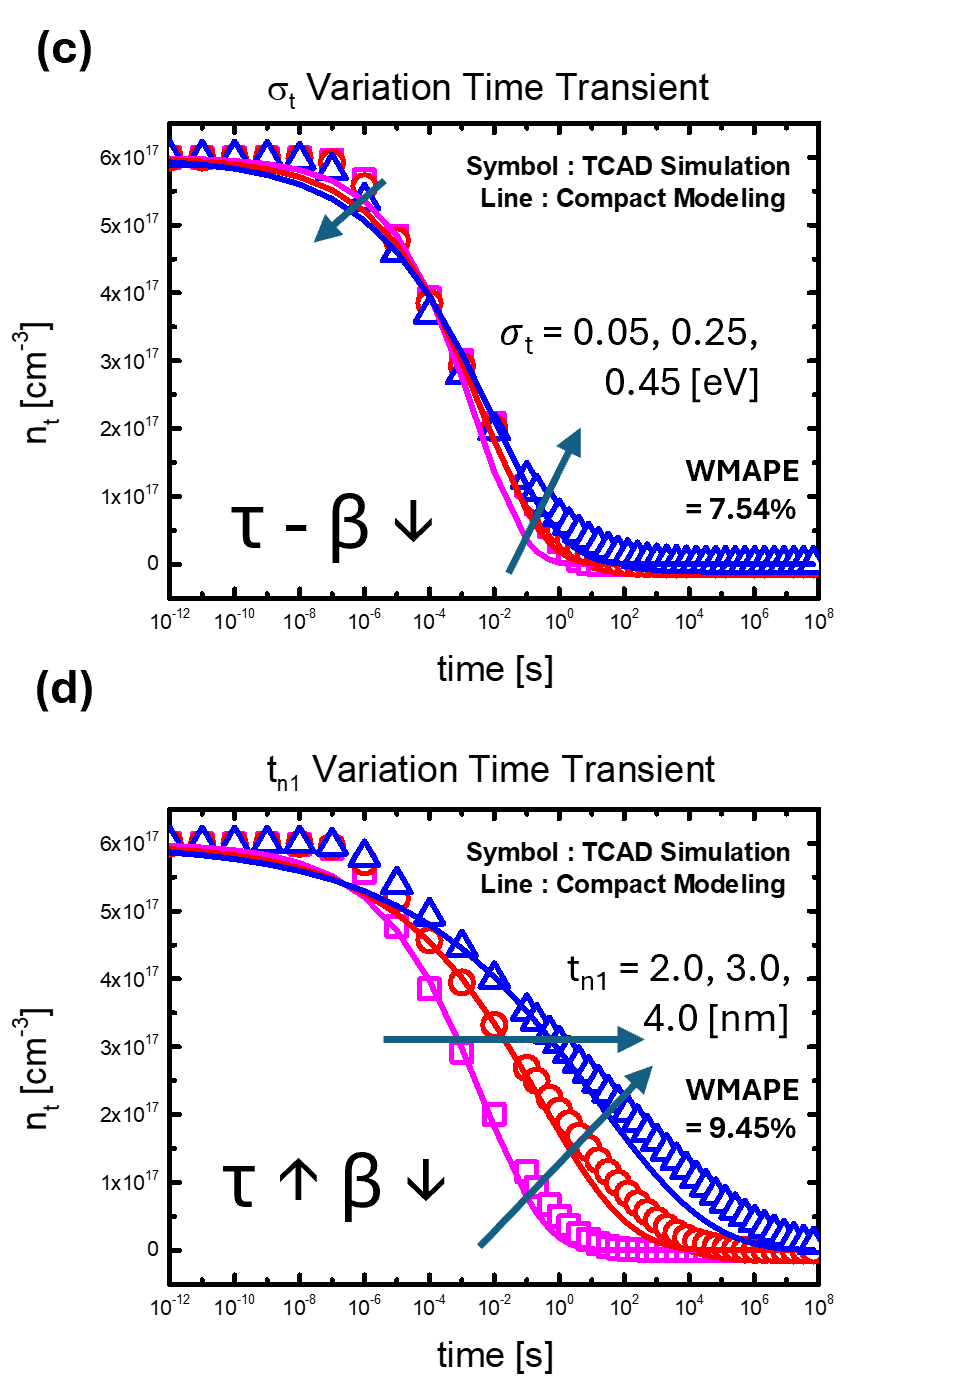 (c)
σt Variation Time Transient
Symbol : TCAD Simulation
Line : Compact Modeling
6x10^17
5x10^17
4x10^17
3x10^17
2x10^17
1x10^17
0
nt [cm-3]
σt = 0.05, 0.25,
0.45 [eV]
WMAPE
= 7.54%
τ - β ↓
10^-12 10^-10 10^-8 10^-6 10^-4 10^-2 10^0 10^2 10^4 10^6 10^8
time [s]
(d)
tn1 Variation Time Transient
Symbol : TCAD Simulation
Line : Compact Modeling
6x10^17
5x10^17
4x10^17
3x10^17
2x10^17
1x10^17
0
nt [cm-3]
tn1 = 2.0, 3.0,
4.0 [nm]
WMAPE
= 9.45%
τ ↑ β ↓
10^-12 10^-10 10^-8 10^-6 10^-4 10^-2 10^0 10^2 10^4 10^6 10^8
time [s]